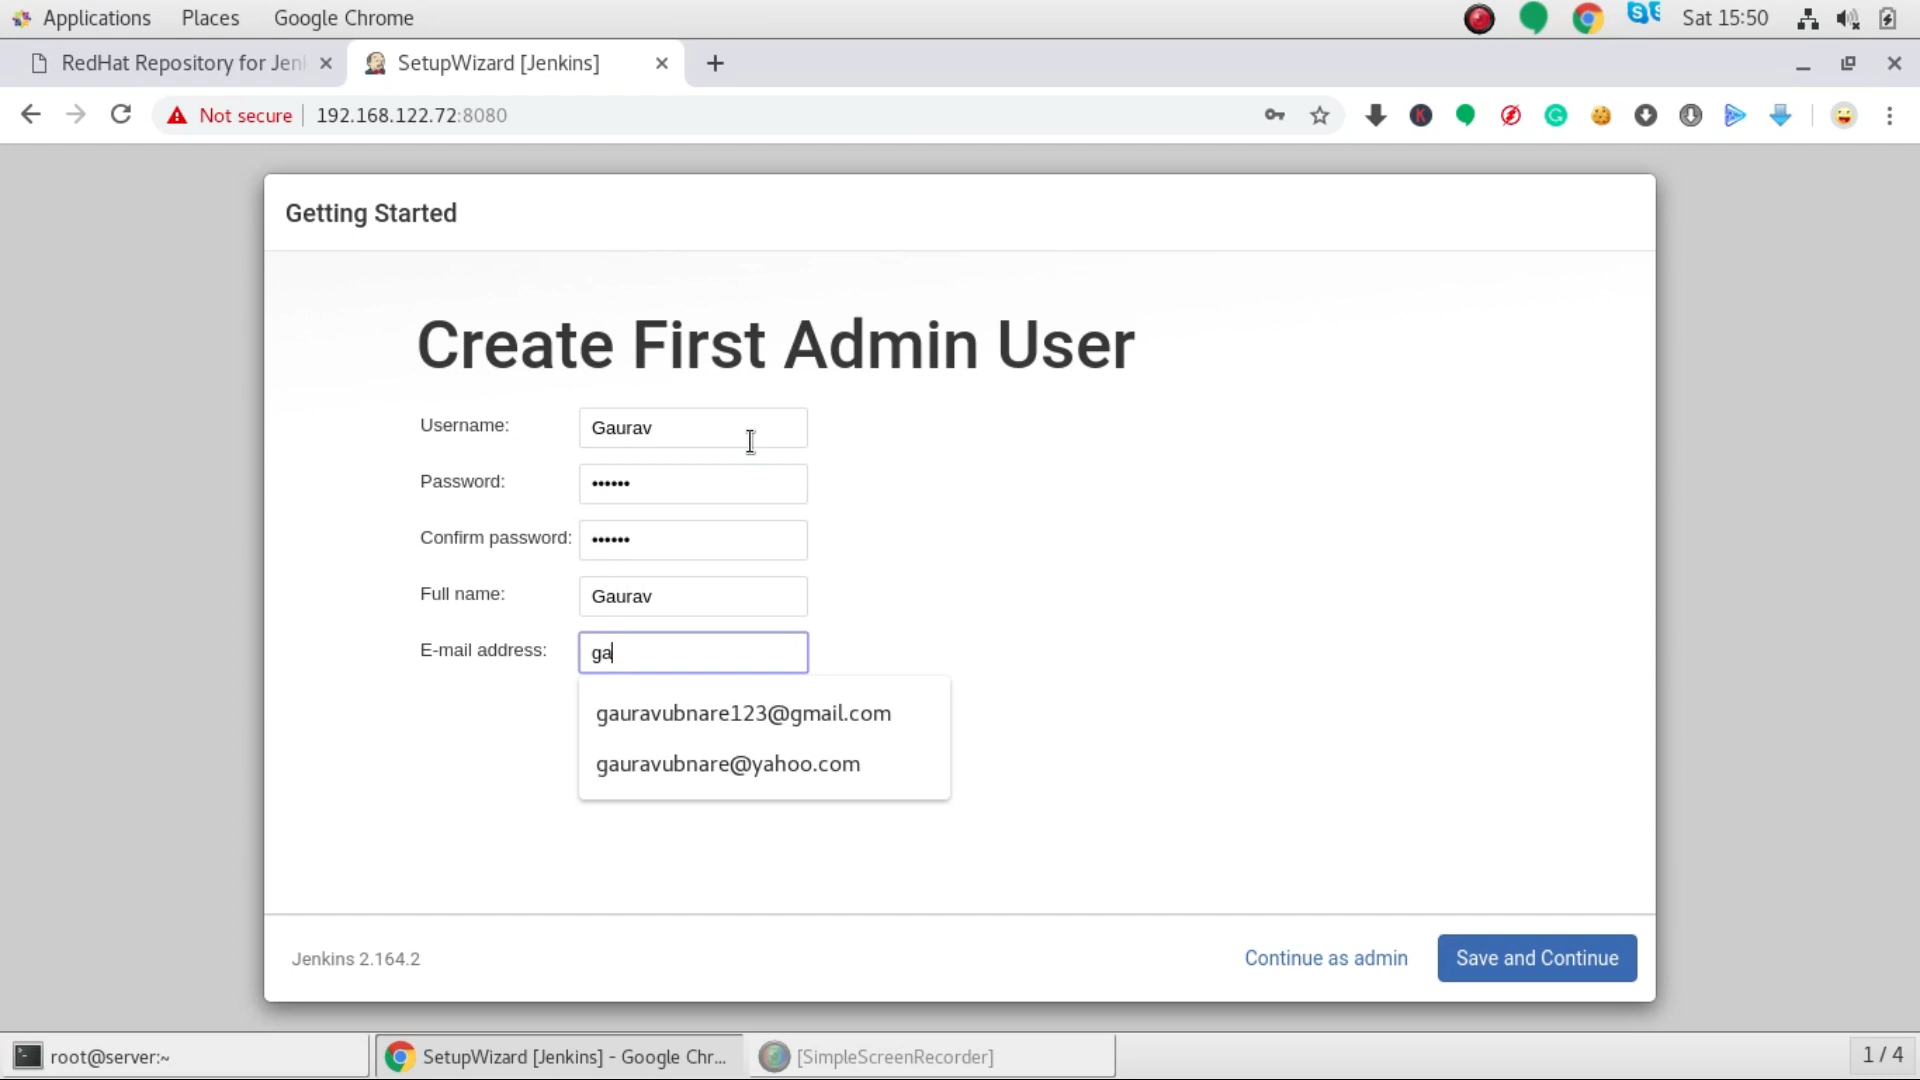 Applications Places Google Chrome Sat 15:50
RedHat Repository for Jen SetupWizard [Jenkins]
Not secure 192.168.122.72:8080
Getting Started
Create First Admin User
Username: Gaurav
Password: ••••••
Confirm password: ••••••
Full name: Gaurav
E-mail address: ga
gauravubnare123@gmail.com
gauravubnare@yahoo.com
Jenkins 2.164.2 Continue as admin Save and Continue
root@server:~ SetupWizard [Jenkins] - Google Chr... [SimpleScreenRecorder] 1 / 4